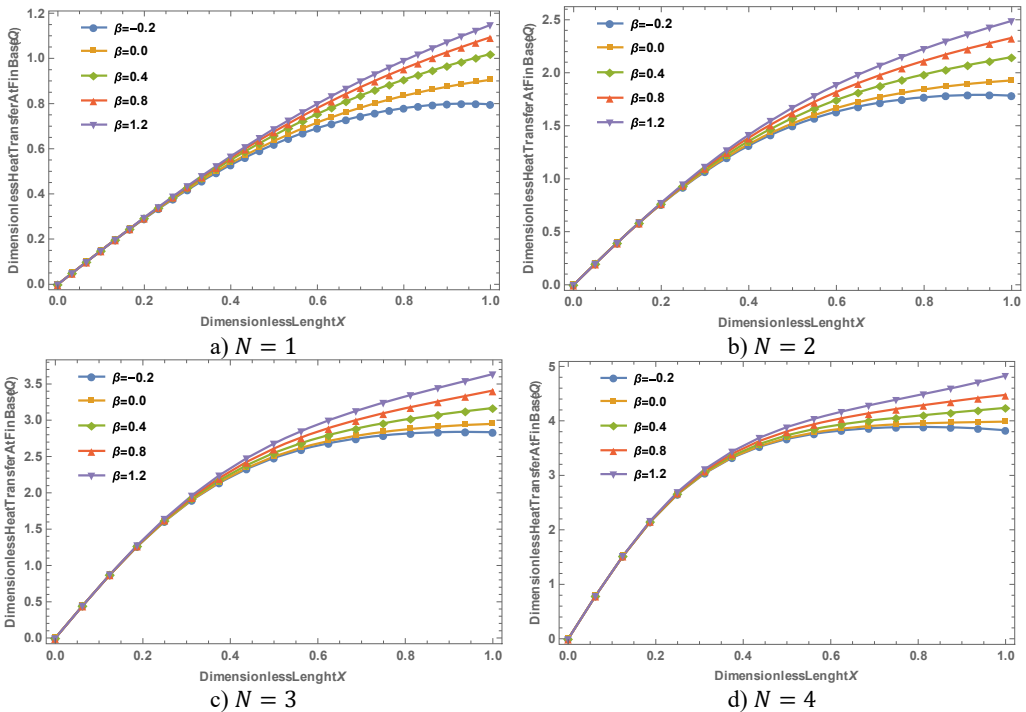 DimensionlessHeatTransferAtFinBase(Q)
1.2
1.0
0.8
0.6
0.4
0.2
0.0
β=-0.2
β=0.0
β=0.4
β=0.8
β=1.2
0.0 0.2 0.4 0.6 0.8 1.0
DimensionlessLenghtX
a) N = 1
DimensionlessHeatTransferAtFinBase(Q)
2.5
2.0
1.5
1.0
0.5
0.0
β=-0.2
β=0.0
β=0.4
β=0.8
β=1.2
0.0 0.2 0.4 0.6 0.8 1.0
DimensionlessLenghtX
b) N = 2
DimensionlessHeatTransferAtFinBase(Q)
3.5
3.0
2.5
2.0
1.5
1.0
0.5
0.0
β=-0.2
β=0.0
β=0.4
β=0.8
β=1.2
0.0 0.2 0.4 0.6 0.8 1.0
DimensionlessLenghtX
c) N = 3
DimensionlessHeatTransferAtFinBase(Q)
5
4
3
2
1
0
β=-0.2
β=0.0
β=0.4
β=0.8
β=1.2
0.0 0.2 0.4 0.6 0.8 1.0
DimensionlessLenghtX
d) N = 4